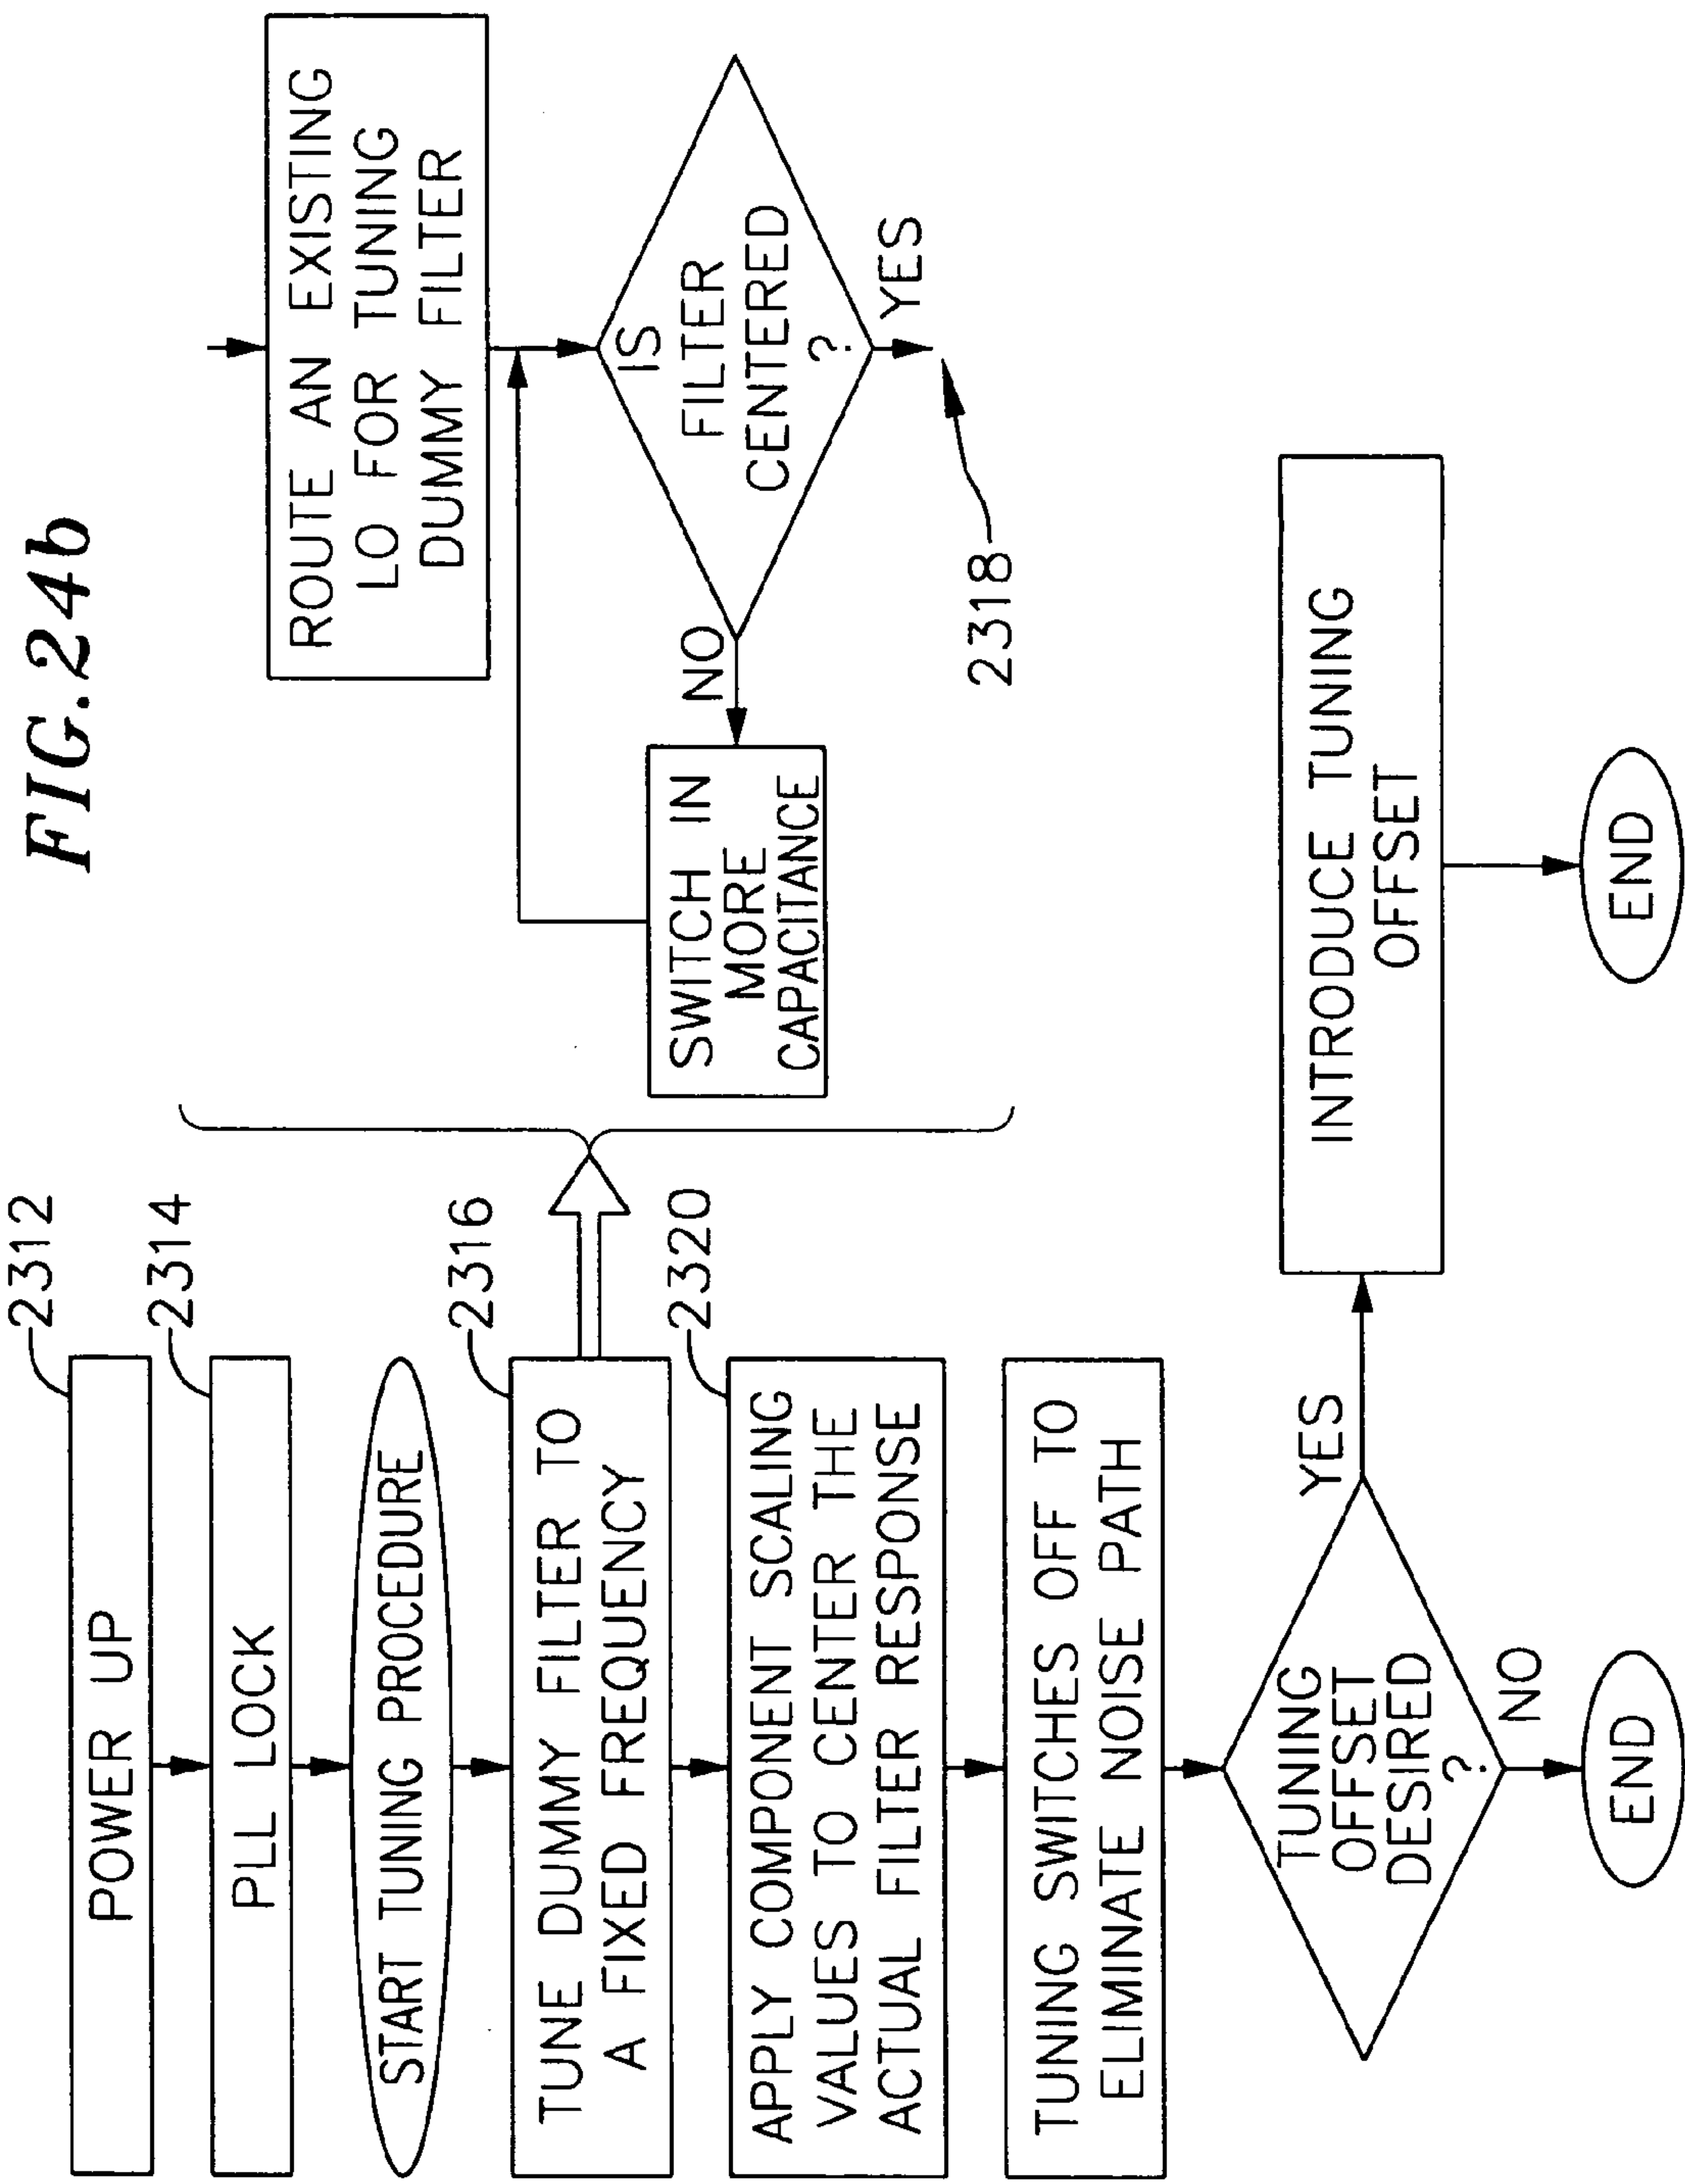 FIG.24b
2312
POWER UP
2314
PLL LOCK
START TUNING PROCEDURE
2316
TUNE DUMMY FILTER TO
A FIXED FREQUENCY
2320
APPLY COMPONENT SCALING
VALUES TO CENTER THE
ACTUAL FILTER RESPONSE
TUNING SWITCHES OFF TO
ELIMINATE NOISE PATH
TUNING
OFFSET
DESIRED
?
NO
END
YES
INTRODUCE TUNING
OFFSET
END
ROUTE AN EXISTING
LO FOR TUNING
DUMMY FILTER
IS
FILTER
CENTERED
?
NO
SWITCH IN
MORE
CAPACITANCE
YES
2318